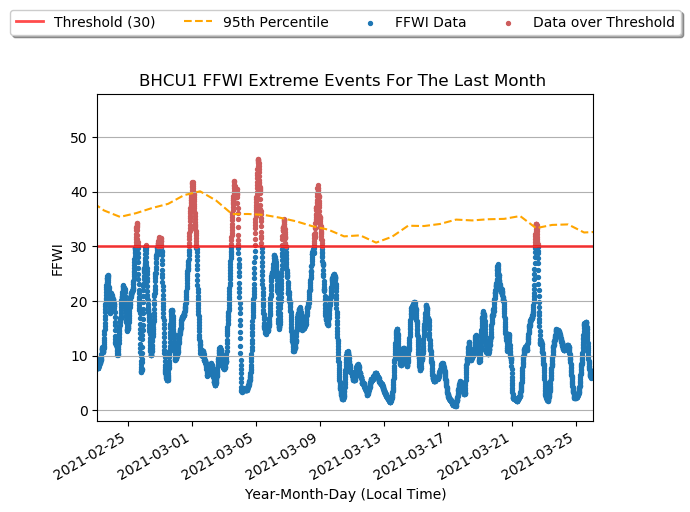 Threshold (30) 95th Percentile FFWI Data Data over Threshold
BHCU1 FFWI Extreme Events For The Last Month
50
40
30
20
10
0
FFWI
2021-02-25 2021-03-01 2021-03-05 2021-03-09 2021-03-13 2021-03-17 2021-03-21 2021-03-25
Year-Month-Day (Local Time)